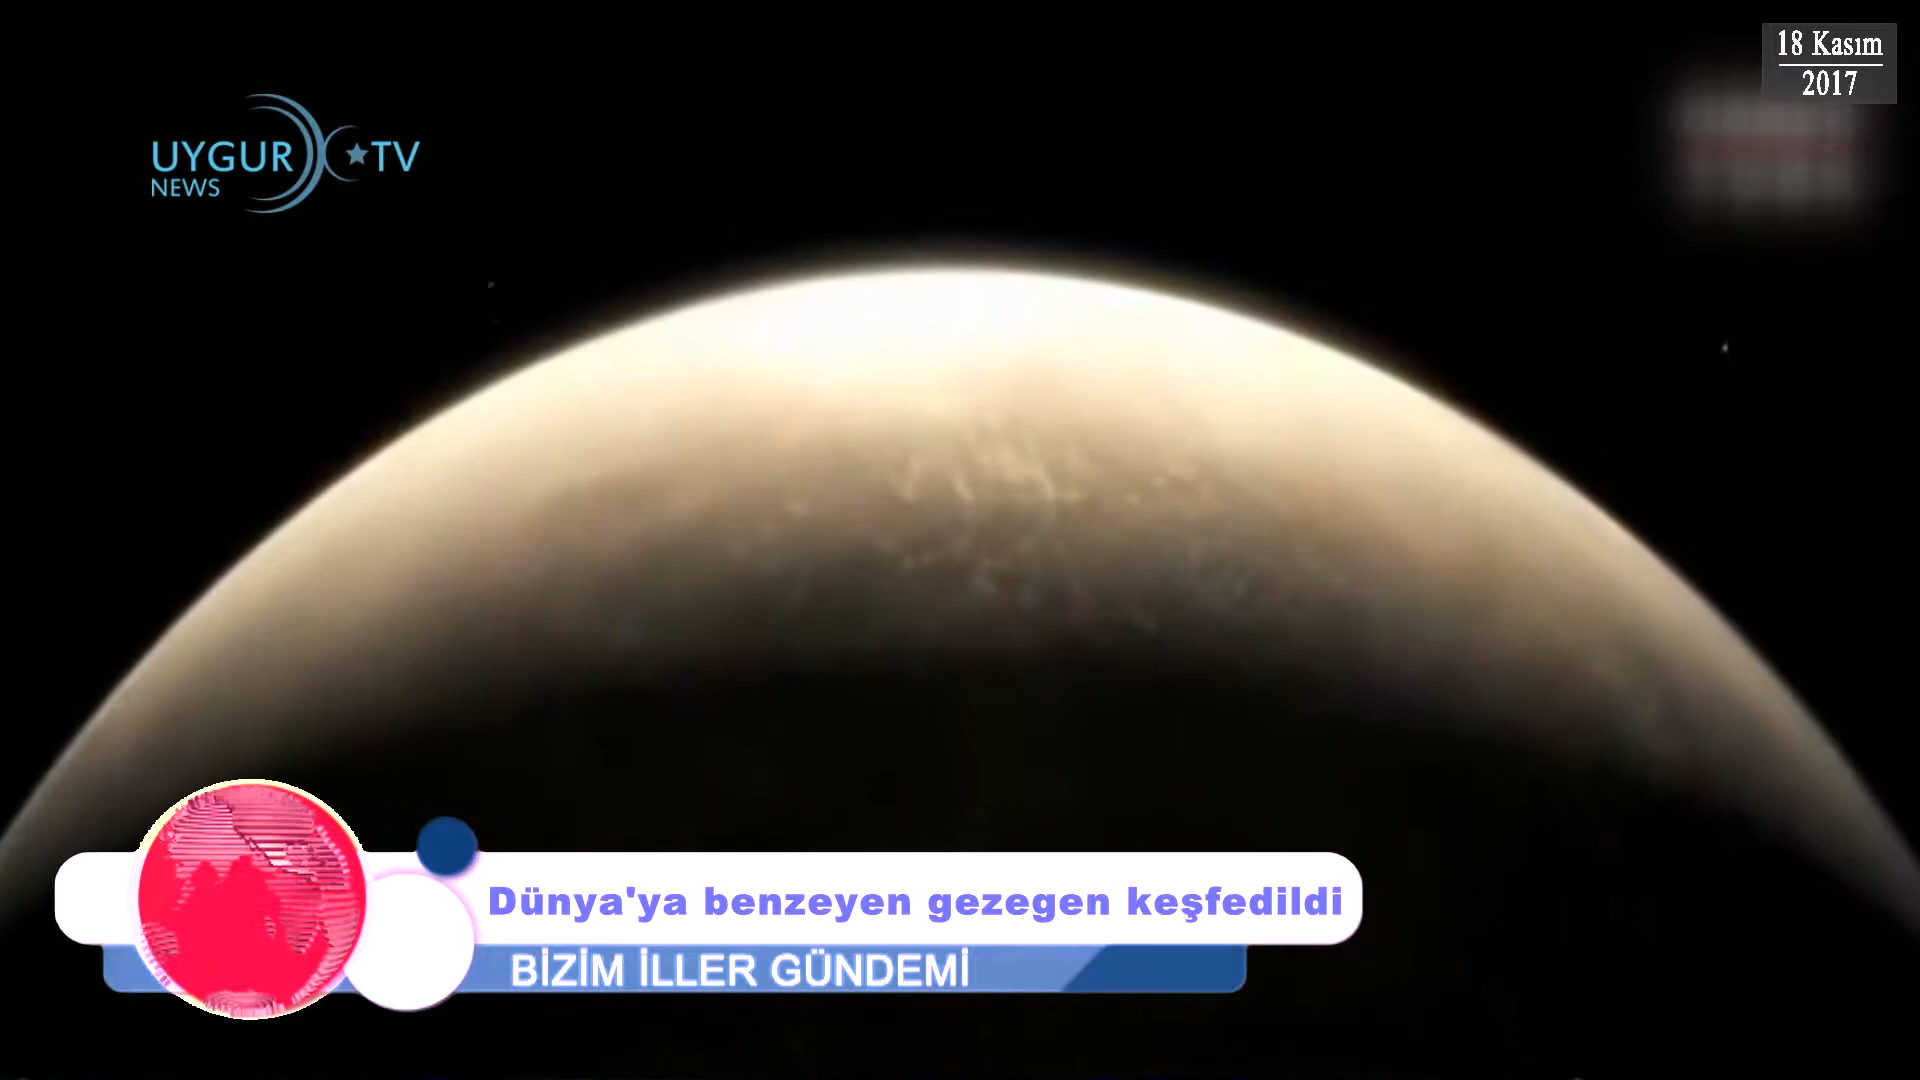 18 Kasım
2017
UYGUR TV
NEWS
Dünya'ya benzeyen gezegen keşfedildi
BİZİM İLLER GÜNDEMİ